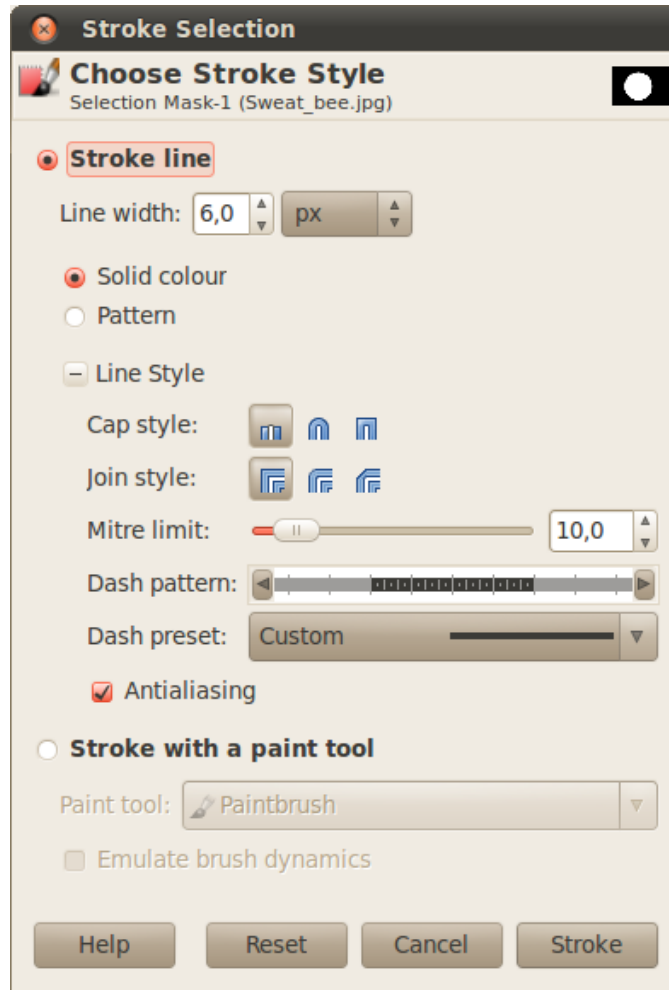 Stroke Selection
Choose Stroke Style
Selection Mask-1 (Sweat_bee.jpg)
Stroke line
Line width: 6,0 px
Solid colour
Pattern
Line Style
Cap style:
Join style:
Mitre limit: 10,0
Dash pattern:
Dash preset: Custom
Antialiasing
Stroke with a paint tool
Paint tool: Paintbrush
Emulate brush dynamics
Help Reset Cancel Stroke